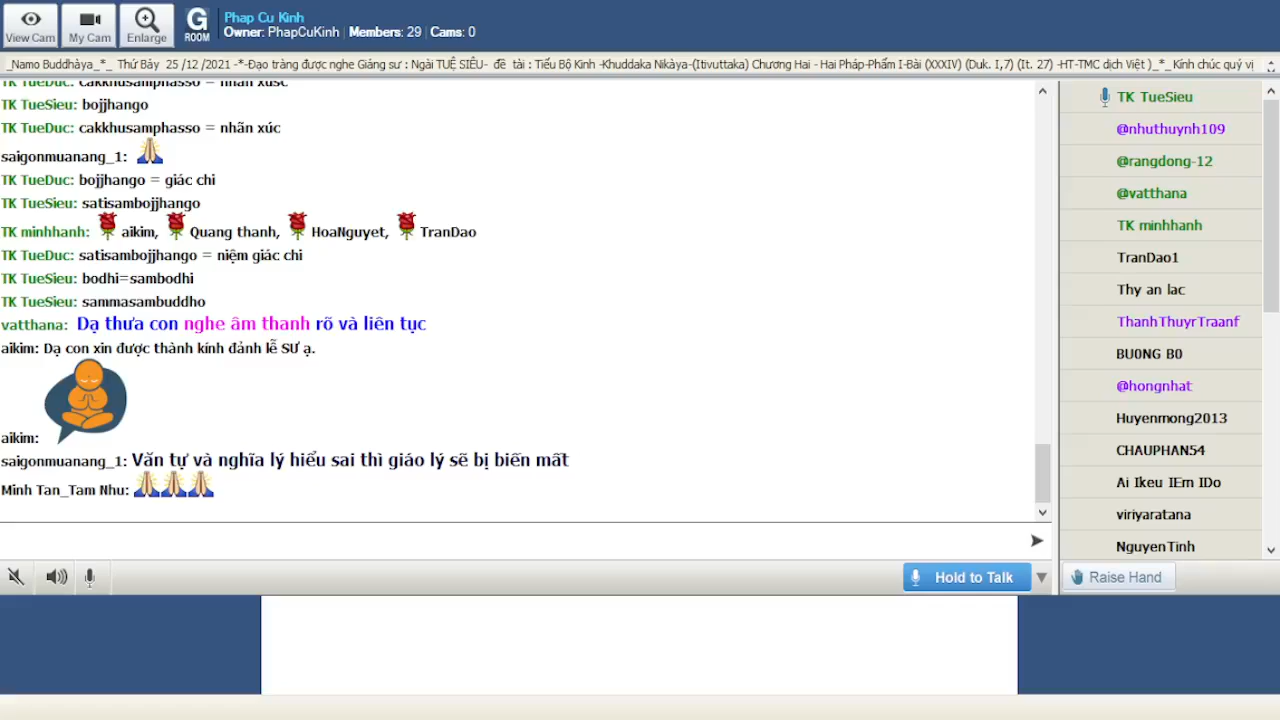 View Cam
My Cam
Enlarge
G
ROOM
Phap Cu Kinh
Owner: PhapCuKinh | Members: 29 | Cams: 0
_Namo Buddhàya_*_ Thứ Bảy 25 /12 /2021 -*-Đạo tràng được nghe Giảng sư : Ngài TUỆ SIÊU- đề tài : Tiểu Bộ Kinh -Khuddaka Nikàya-(Itivuttaka) Chương Hai - Hai Pháp-Phẩm I-Bài (XXXIV) (Duk. I,7) (It. 27) -HT-TMC dịch Việt )_*_Kính chúc quý vị
TK TueDuc: cakkhusamphasso = nhãn xusc
TK TueSieu: bojjhango
TK TueDuc: cakkhusamphasso = nhãn xúc
saigonmuanang_1:
TK TueDuc: bojjhango = giác chi
TK TueSieu: satisambojjhango
TK minhhanh: aikim, Quang thanh, HoaNguyet, TranDao
TK TueDuc: satisambojjhango = niệm giác chi
TK TueSieu: bodhi=sambodhi
TK TueSieu: sammasambuddho
vatthana: Dạ thưa con nghe âm thanh rõ và liên tục
aikim: Dạ con xin được thành kính đảnh lễ SƯ ạ.
aikim:
saigonmuanang_1: Văn tự và nghĩa lý hiểu sai thì giáo lý sẽ bị biến mất
Minh Tan_Tam Nhu:
TK TueSieu
@nhuthuynh109
@rangdong-12
@vatthana
TK minhhanh
TranDao1
Thy an lac
ThanhThuyrTraanf
BU0NG B0
@hongnhat
Huyenmong2013
CHAUPHAN54
Ai Ikeu IEm IDo
viriyaratana
NguyenTinh
Hold to Talk
Raise Hand